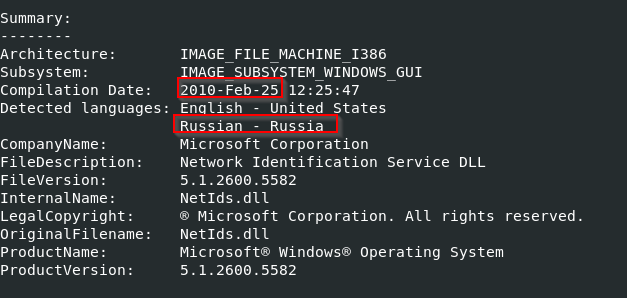 Summary:
--------
Architecture: IMAGE_FILE_MACHINE_I386
Subsystem: IMAGE_SUBSYSTEM_WINDOWS_GUI
Compilation Date: 2010-Feb-25 12:25:47
Detected languages: English - United States
Russian - Russia
CompanyName: Microsoft Corporation
FileDescription: Network Identification Service DLL
FileVersion: 5.1.2600.5582
InternalName: NetIds.dll
LegalCopyright: ® Microsoft Corporation. All rights reserved.
OriginalFilename: NetIds.dll
ProductName: Microsoft® Windows® Operating System
ProductVersion: 5.1.2600.5582